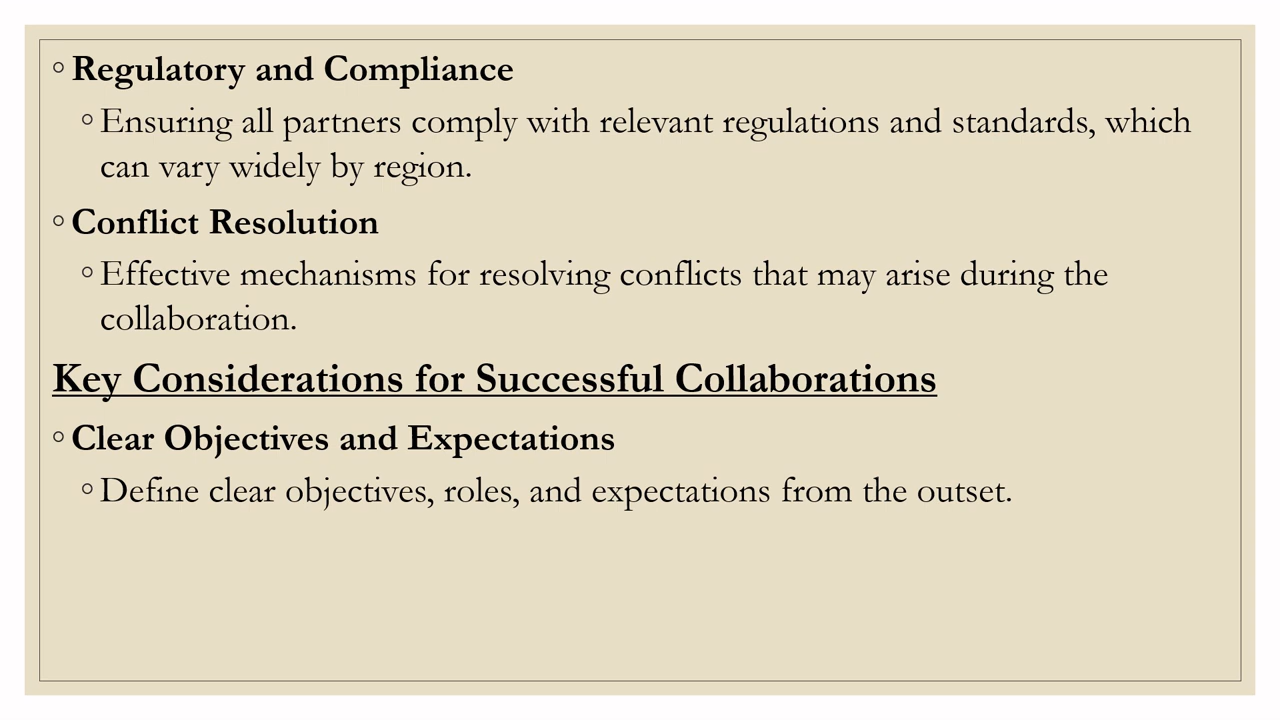 ◦ Regulatory and Compliance
◦ Ensuring all partners comply with relevant regulations and standards, which
can vary widely by region.
◦ Conflict Resolution
◦ Effective mechanisms for resolving conflicts that may arise during the
collaboration.
Key Considerations for Successful Collaborations
◦ Clear Objectives and Expectations
◦ Define clear objectives, roles, and expectations from the outset.